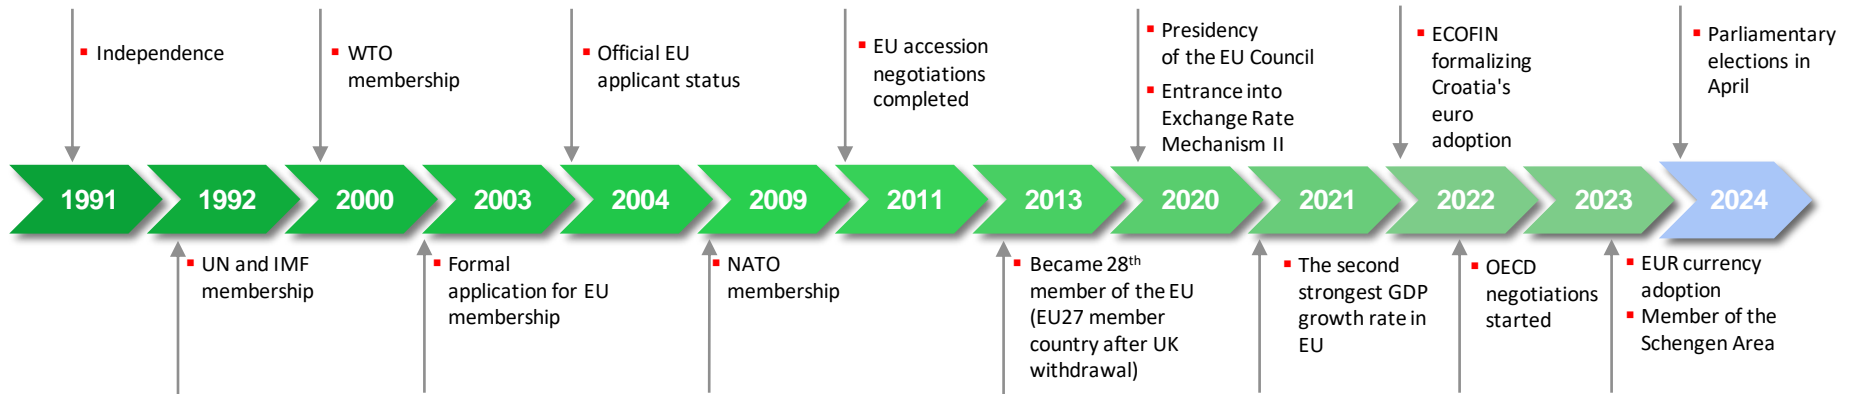 Independence
WTO
membership
Official EU
applicant status
EU accession
negotiations
completed
Presidency
of the EU Council
Entrance into
Exchange Rate
Mechanism II
ECOFIN
formalizing
Croatia's
euro
adoption
Parliamentary
elections in
April
1991
1992
2000
2003
2004
2009
2011
2013
2020
2021
2022
2023
2024
UN and IMF
membership
Formal
application for EU
membership
NATO
membership
Became 28th
member of the EU
(EU27 member
country after UK
withdrawal)
The second
strongest GDP
growth rate in
EU
OECD
negotiations
started
EUR currency
adoption
Member of the
Schengen Area